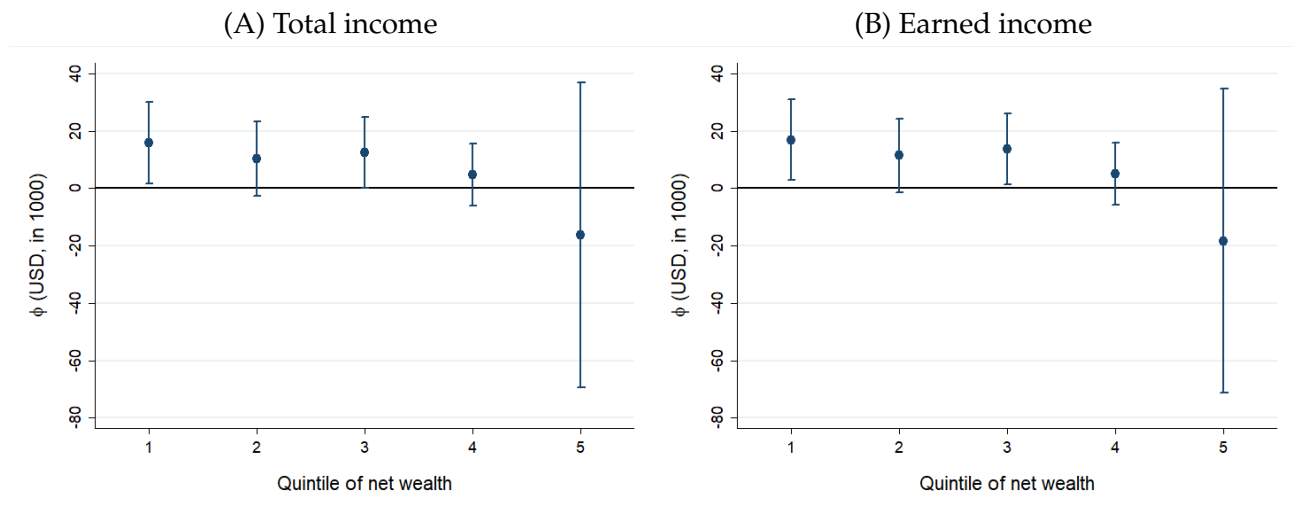 (A) Total income
ϕ (USD, in 1000)
40
20
0
-20
-40
-60
-80
1 2 3 4 5
Quintile of net wealth
(B) Earned income
ϕ (USD, in 1000)
40
20
0
-20
-40
-60
-80
1 2 3 4 5
Quintile of net wealth